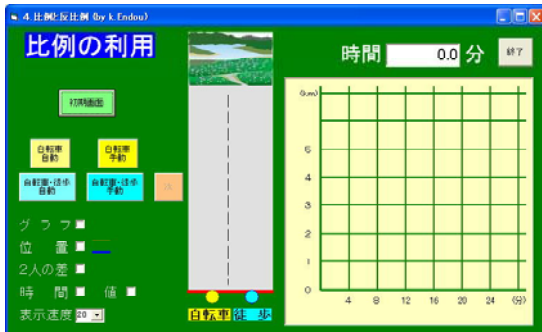 4.比例と反比例 (by k.Endou)
比例の利用
時間 0.0 分
終了
初期画面
自転車
自動
自転車
手動
自転車・徒歩
自動
自転車・徒歩
手動
グラフ
位 置
2人の差
時 間 値
表示速度 20
自転車 徒 歩
(km)
6
4
3
2
1
0
4 8 12 16 20 24 (分)